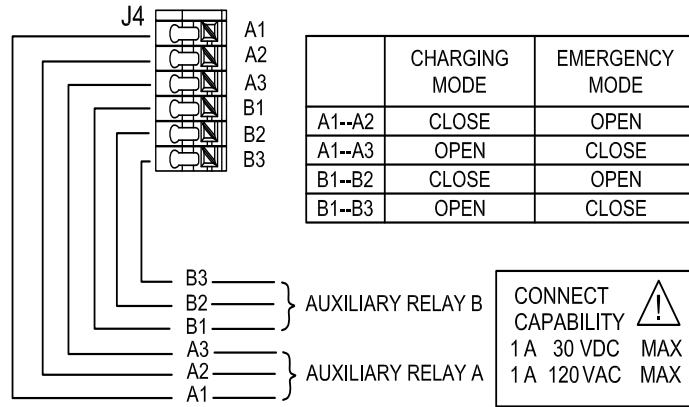 J4
A1
A2
A3
B1
B2
B3
CHARGING MODE EMERGENCY MODE
A1--A2 CLOSE OPEN
A1--A3 OPEN CLOSE
B1--B2 CLOSE OPEN
B1--B3 OPEN CLOSE
B3
B2
B1
AUXILIARY RELAY B
A3
A2
A1
AUXILIARY RELAY A
CONNECT
CAPABILITY !
1 A 30 VDC MAX
1 A 120 VAC MAX